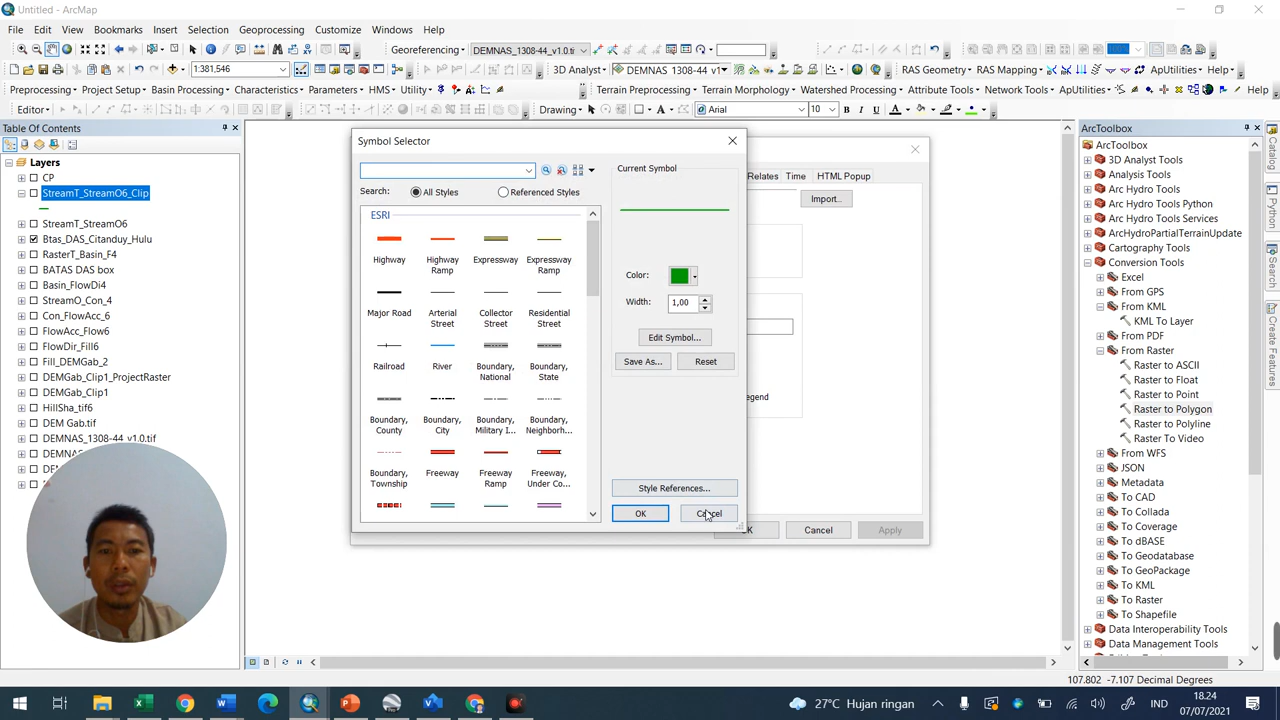 Untitled - ArcMap
File Edit View Bookmarks Insert Selection Geoprocessing Customize Windows Help
Georeferencing DEMNAS_1308-44_v1.0.ti
1:381,546
3D Analyst DEMNAS 1308-44 v1 RAS Geometry RAS Mapping ApUtilities Help
Preprocessing Project Setup Basin Processing Characteristics Parameters HMS Utility Terrain Preprocessing Terrain Morphology Watershed Processing Attribute Tools Network Tools ApUtilities
Editor Drawing Arial 10 B I U A
Table Of Contents
Layers
CP
StreamT_StreamO6_Clip
StreamT_StreamO6
Btas_DAS_Citanduy_Hulu
RasterT_Basin_F4
BATAS DAS box
Basin_FlowDi4
StreamO_Con_4
Con_FlowAcc_6
FlowAcc_Flow6
FlowDir_Fill6
Fill_DEMGab_2
DEMGab_Clip1_ProjectRaster
DEMGab_Clip1
HillSha_tif6
DEM Gab.tif
DEMNAS_1308-44_v1.0.tif
DEMN
Symbol Selector
Search: All Styles Referenced Styles
ESRI
Highway Highway Ramp Expressway Expressway Ramp
Major Road Arterial Street Collector Street Residential Street
Railroad River Boundary, National Boundary, State
Boundary, County Boundary, City Boundary, Military I... Boundary, Neighborh...
Boundary, Township Freeway Freeway Ramp Freeway, Under Co...
Current Symbol
Color:
Width: 1,00
Edit Symbol...
Save As... Reset
Style References...
OK Cancel
Relates Time HTML Popup
Import...
egend
K Cancel Apply
ArcToolbox
ArcToolbox
3D Analyst Tools
Analysis Tools
Arc Hydro Tools
Arc Hydro Tools Python
Arc Hydro Tools Services
ArcHydroPartialTerrainUpdate
Cartography Tools
Conversion Tools
Excel
From GPS
From KML
KML To Layer
From PDF
From Raster
Raster to ASCII
Raster to Float
Raster to Point
Raster to Polygon
Raster to Polyline
Raster To Video
From WFS
JSON
Metadata
To CAD
To Collada
To Coverage
To dBASE
To Geodatabase
To GeoPackage
To KML
To Raster
To Shapefile
Data Interoperability Tools
Data Management Tools
Catalog
Search
Create Features
Python
107.802 -7.107 Decimal Degrees
27°C Hujan ringan
IND
18.24
07/07/2021